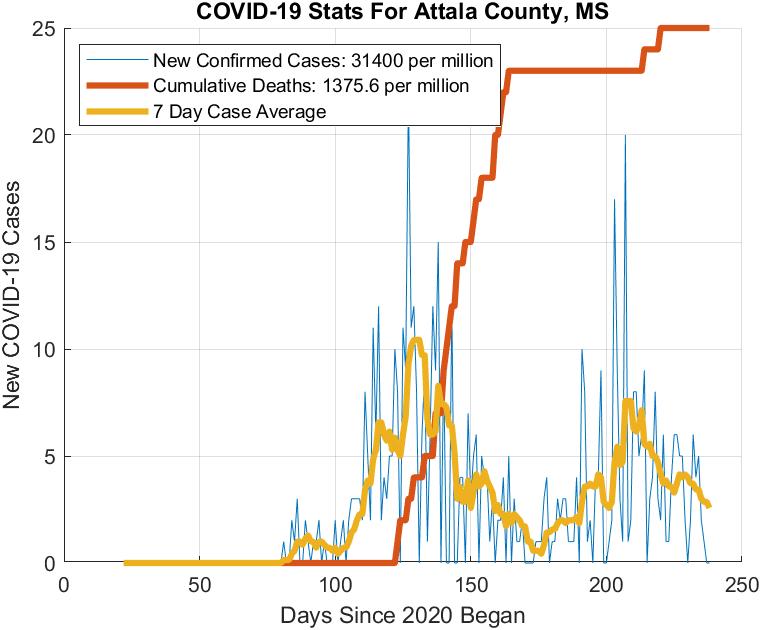 COVID-19 Stats For Attala County, MS
New Confirmed Cases: 31400 per million
Cumulative Deaths: 1375.6 per million
7 Day Case Average
New COVID-19 Cases
25
20
15
10
5
0
0 50 100 150 200 250
Days Since 2020 Began